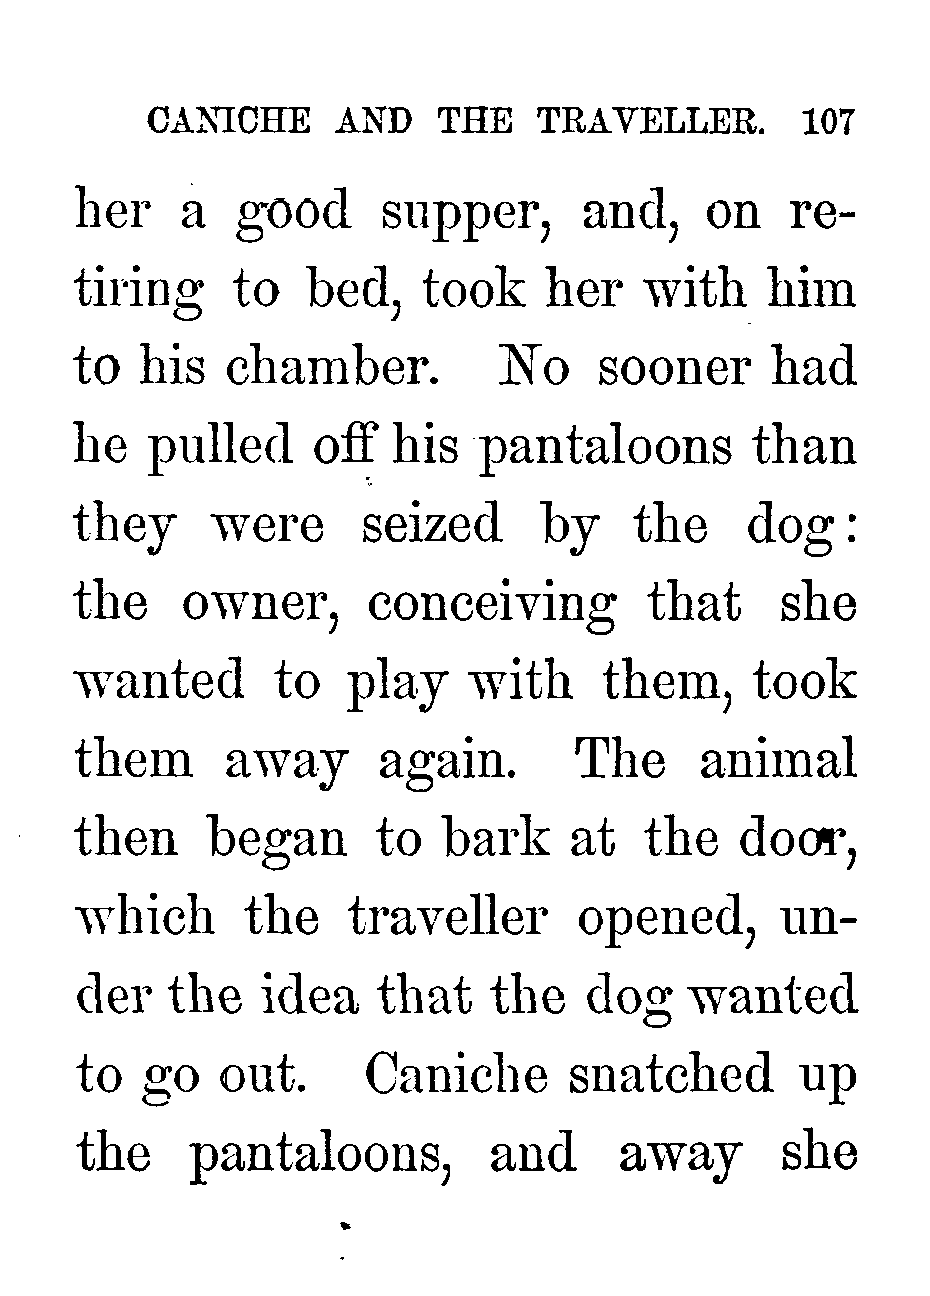 CANICHE AND THE TRAVELLER. 107
her a good supper, and, on re-
tiring to bed, took her with him
to his chamber. No sooner had
he pulled off his pantaloons than
they were seized by the dog:
the owner, conceiving that she
wanted to play with them, took
them away again. The animal
then began to bark at the door,
which the traveller opened, un-
der the idea that the dog wanted
to go out. Caniche snatched up
the pantaloons, and away she